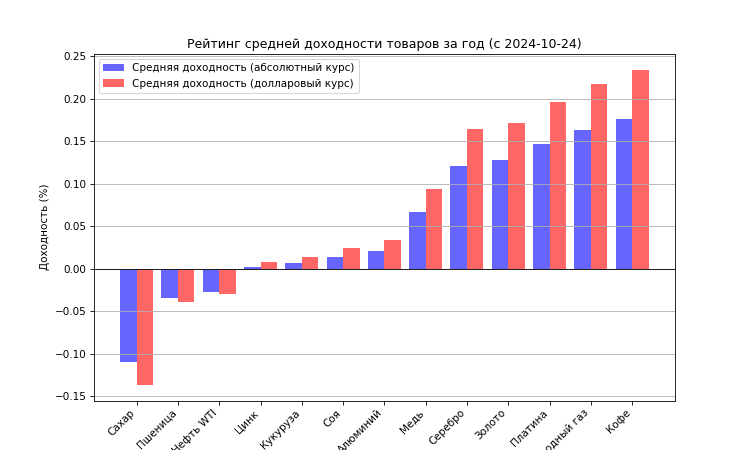 Рейтинг средней доходности товаров за год (с 2024-10-24)
Средняя доходность (абсолютный курс)
Средняя доходность (долларовый курс)
Доходность (%)
0.25
0.20
0.15
0.10
0.05
0.00
−0.05
−0.10
−0.15
Сахар
Пшеница
Нефть WTI
Цинк
Кукуруза
Соя
Алюминий
Медь
Серебро
Золото
Платина
одный газ
Кофе